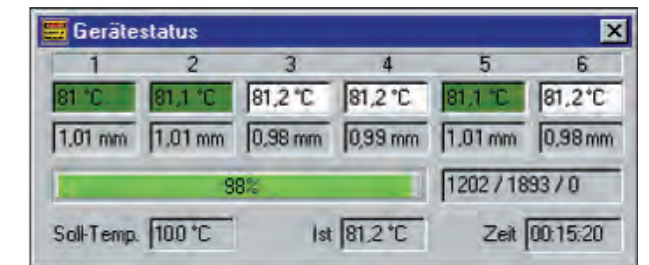 Gerätestatus
1 2 3 4 5 6
81 °C 81,1 °C 81,2 °C 81,2 °C 81,1 °C 81,2°C
1,01 mm 1,01 mm 0,98 mm 0,99 mm 1,01 mm 0,98 mm
98% 1202 / 1893 / 0
Soll-Temp. 100 °C Ist 81,2 °C Zeit 00:15:20